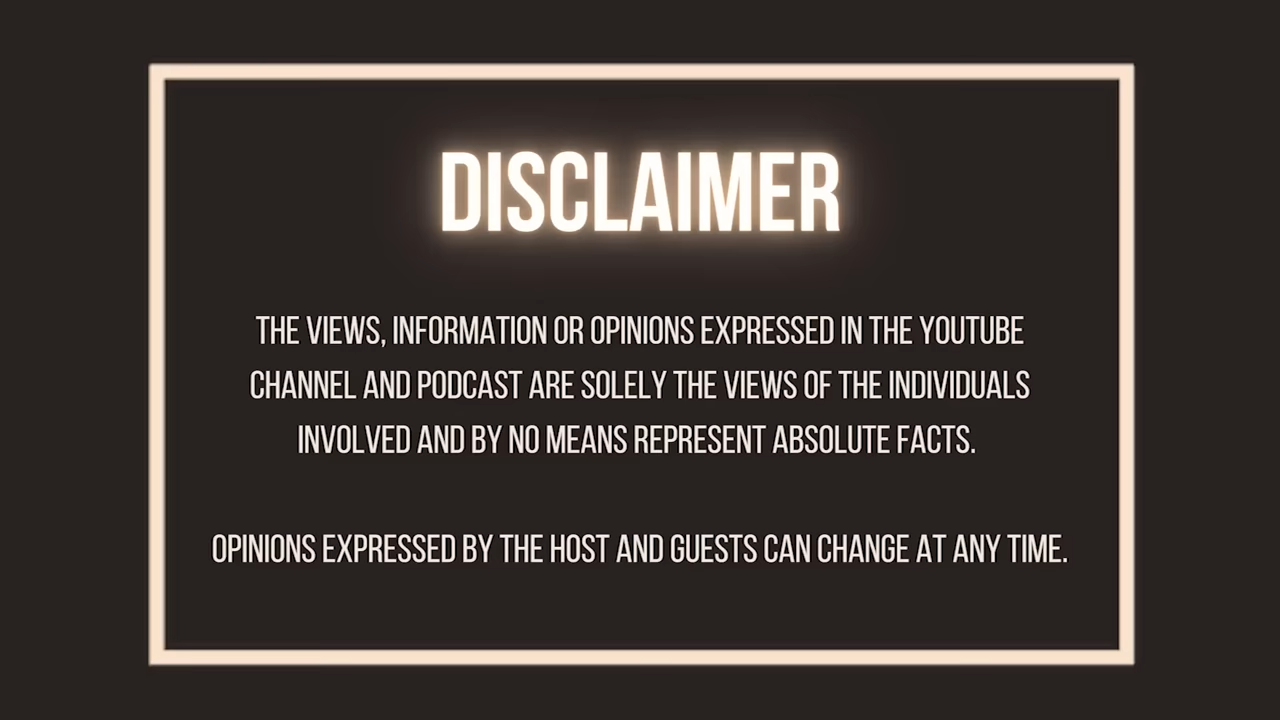 DISCLAIMER
THE VIEWS, INFORMATION OR OPINIONS EXPRESSED IN THE YOUTUBE
CHANNEL AND PODCAST ARE SOLELY THE VIEWS OF THE INDIVIDUALS
INVOLVED AND BY NO MEANS REPRESENT ABSOLUTE FACTS.
OPINIONS EXPRESSED BY THE HOST AND GUESTS CAN CHANGE AT ANY TIME.